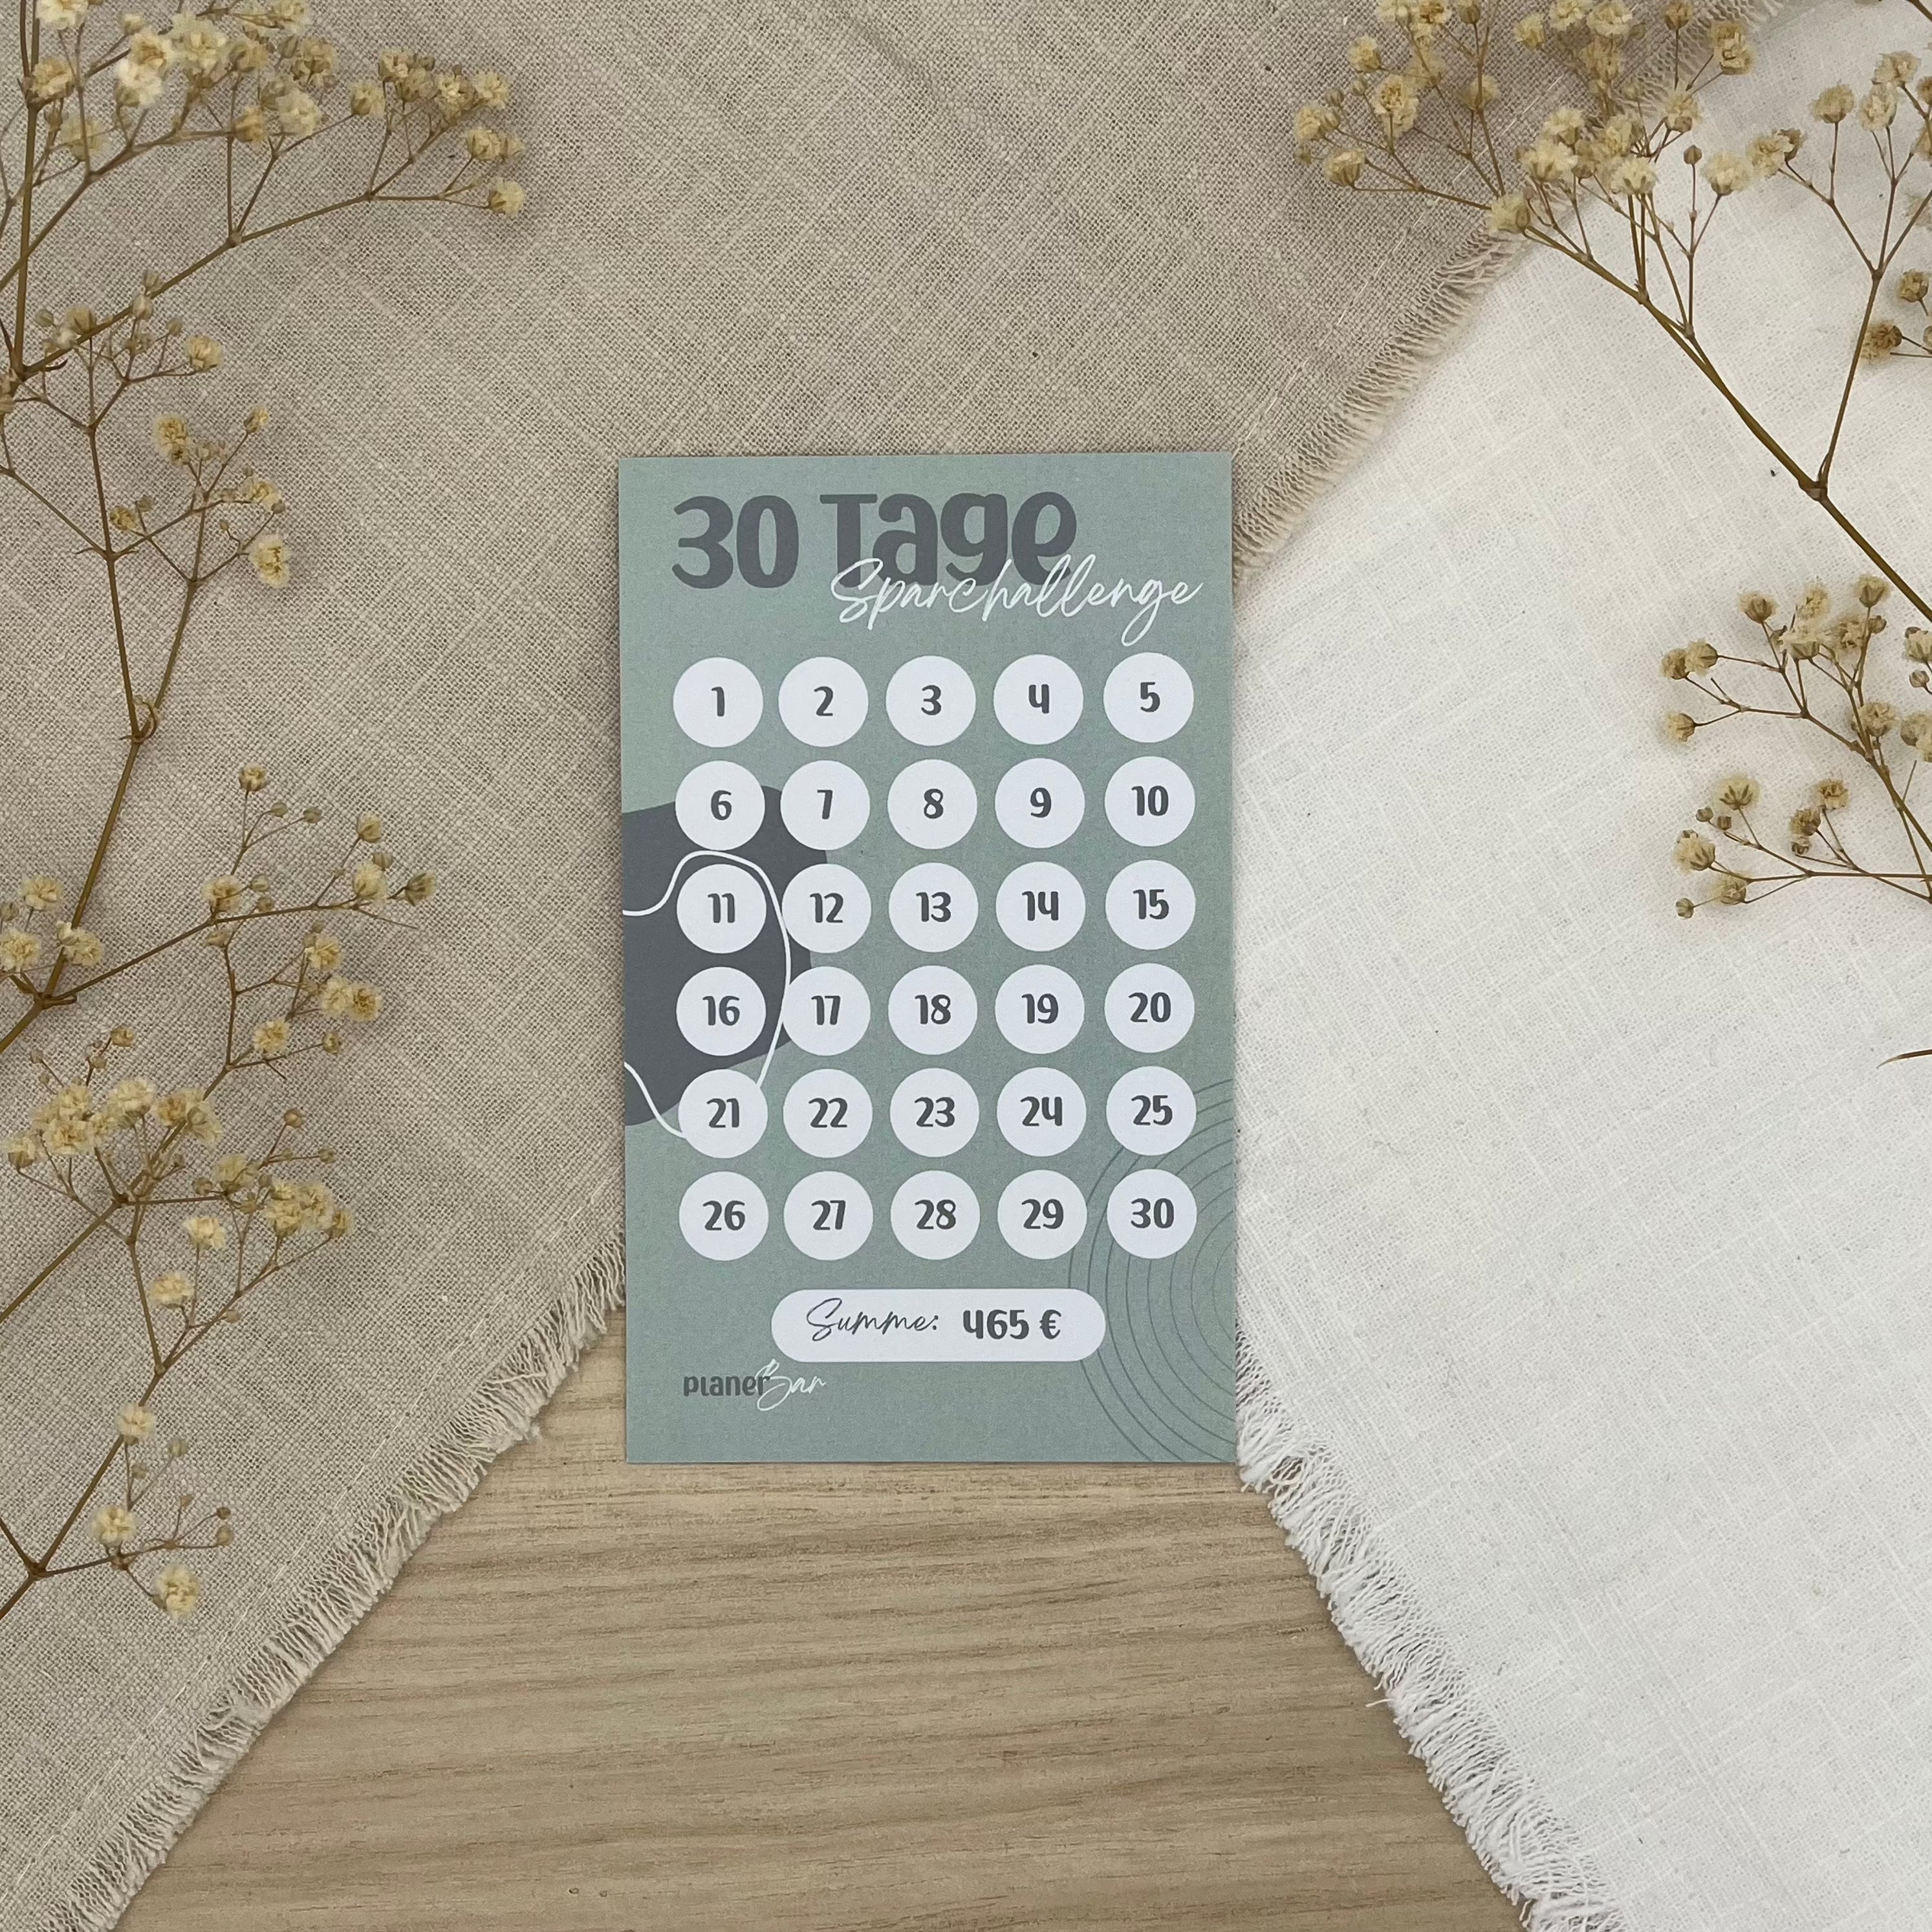 30 Tage
Sparchallenge
1 2 3 4 5
6 7 8 9 10
11 12 13 14 15
16 17 18 19 20
21 22 23 24 25
26 27 28 29 30
Summe: 465 €
PlanerBar